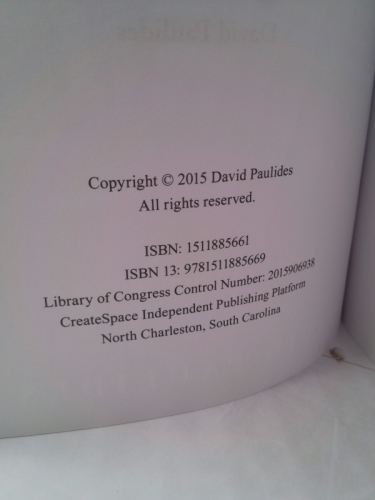 Copyright © 2015 David Paulides
All rights reserved.
ISBN: 1511885661
ISBN 13: 9781511885669
Library of Congress Control Number: 2015906938
CreateSpace Independent Publishing Platform
North Charleston, South Carolina